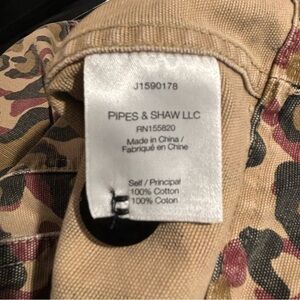 J1590178
PIPES & SHAW LLC
RN155820
Made in China /
Fabriqué en Chine
Self / Principal
100% Cotton
100% Coton